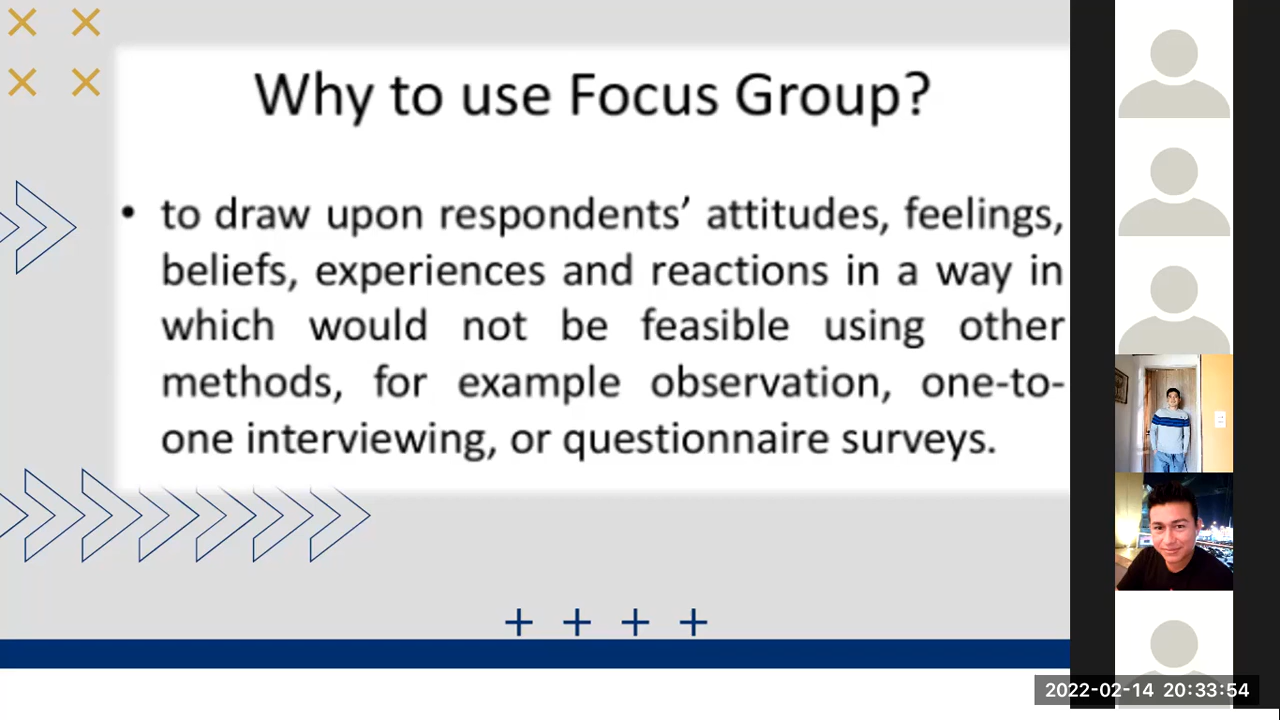 Why to use Focus Group?
• to draw upon respondents’ attitudes, feelings,
beliefs, experiences and reactions in a way in
which would not be feasible using other
methods, for example observation, one-to-
one interviewing, or questionnaire surveys.
2022-02-14 20:33:54